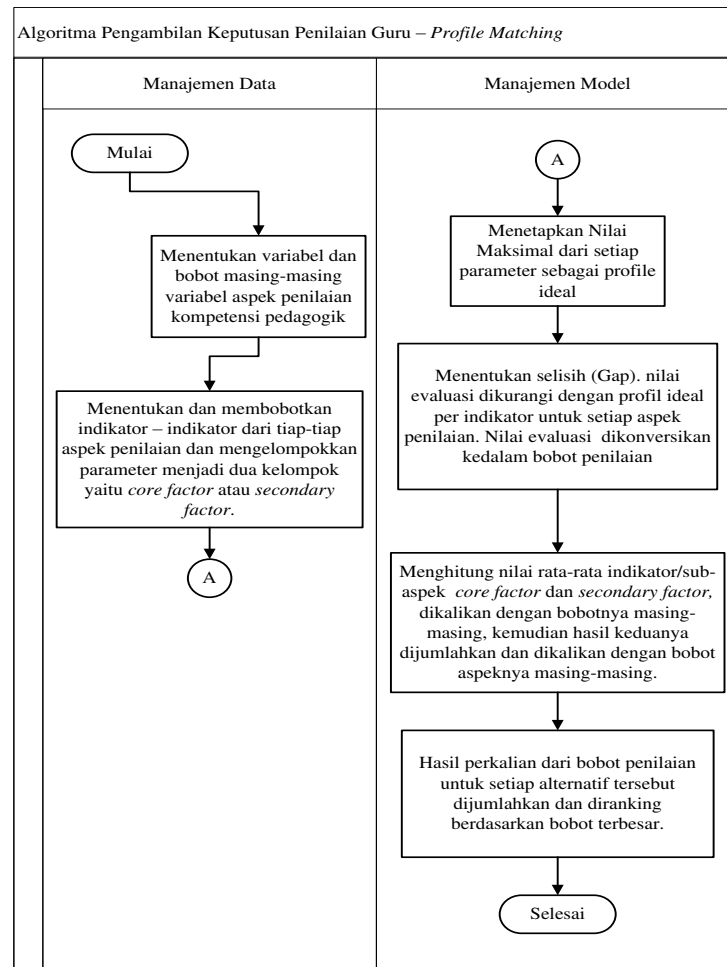 Algoritma Pengambilan Keputusan Penilaian Guru – Profile Matching
Manajemen Data
Mulai
Menentukan variabel dan
bobot masing-masing
variabel aspek penilaian
kompetensi pedagogik
Menentukan dan membobotkan
indikator – indikator dari tiap-tiap
aspek penilaian dan mengelompokkan
parameter menjadi dua kelompok
yaitu core factor atau secondary
factor.
A
Manajemen Model
A
Menetapkan Nilai
Maksimal dari setiap
parameter sebagai profile
ideal
Menentukan selisih (Gap). nilai
evaluasi dikurangi dengan profil ideal
per indikator untuk setiap aspek
penilaian. Nilai evaluasi dikonversikan
kedalam bobot penilaian
Menghitung nilai rata-rata indikator/sub-
aspek core factor dan secondary factor,
dikalikan dengan bobotnya masing-
masing, kemudian hasil keduanya
dijumlahkan dan dikalikan dengan bobot
aspeknya masing-masing.
Hasil perkalian dari bobot penilaian
untuk setiap alternatif tersebut
dijumlahkan dan diranking
berdasarkan bobot terbesar.
Selesai